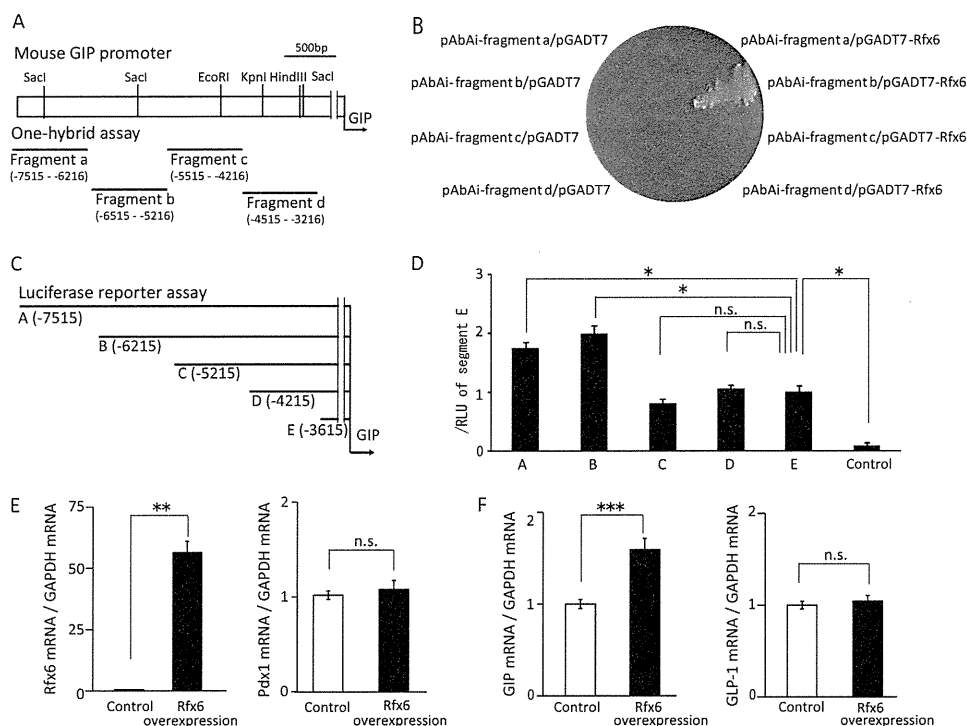 A
Mouse GIP promoter
500bp
SacI
SacI
EcoRI
KpnI
HindIII
SacI
GIP
One-hybrid assay
Fragment a
(-7515 - -6216)
Fragment b
(-6515 - -5216)
Fragment c
(-5515 - -4216)
Fragment d
(-4515 - -3216)
B
pAbAi-fragment a/pGADT7
pAbAi-fragment b/pGADT7
pAbAi-fragment c/pGADT7
pAbAi-fragment d/pGADT7
pAbAi-fragment a/pGADT7-Rfx6
pAbAi-fragment b/pGADT7-Rfx6
pAbAi-fragment c/pGADT7-Rfx6
pAbAi-fragment d/pGADT7-Rfx6
C
Luciferase reporter assay
A (-7515)
B (-6215)
C (-5215)
D (-4215)
E (-3615)
GIP
D
/RLU of segment E
3
2
1
0
*
*
*
n.s.
n.s.
A
B
C
D
E
Control
E
Rfx6 mRNA / GAPDH mRNA
75
50
25
0
**
Control
Rfx6
overexpression
Pdx1 mRNA / GAPDH mRNA
2
1
0
n.s.
Control
Rfx6
overexpression
F
GIP mRNA / GAPDH mRNA
2
1
0
***
Control
Rfx6
overexpression
GLP-1 mRNA / GAPDH mRNA
2
1
0
n.s.
Control
Rfx6
overexpression